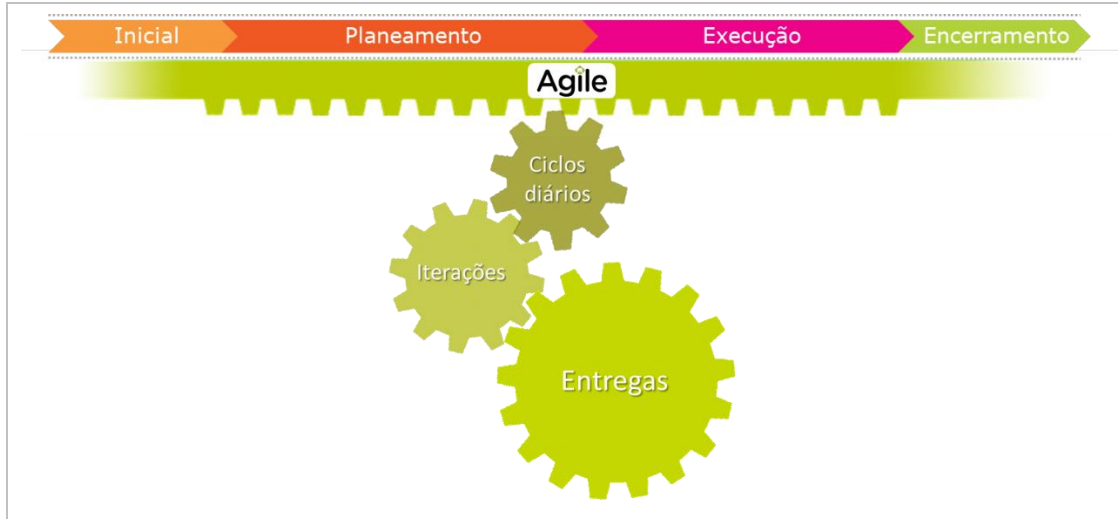 Inicial Planeamento Execução Encerramento
Agile
Ciclos
diários
Iterações
Entregas